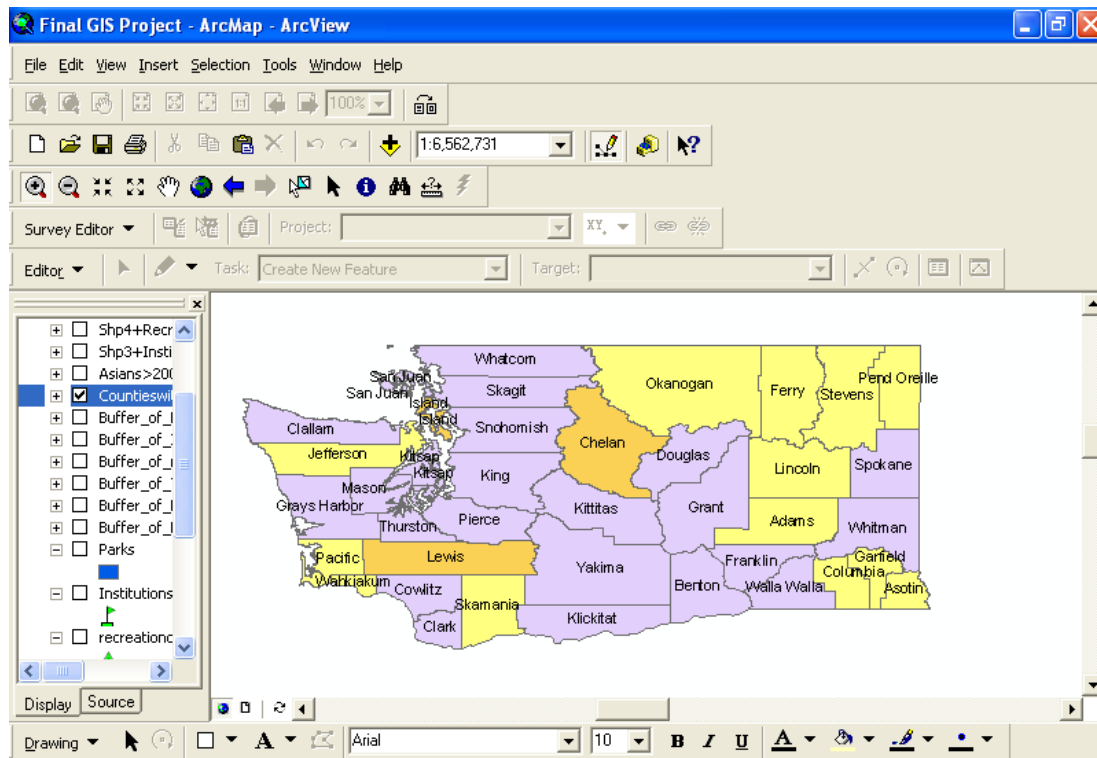 Final GIS Project - ArcMap - ArcView
File Edit View Insert Selection Tools Window Help
1:1 100%
1:6,562,731
Survey Editor Project: XY
Editor Task: Create New Feature Target:
Shp4+Recr
Shp3+Insti
Asians>200
Countieswi
Buffer_of_
Buffer_of_
Buffer_of_
Buffer_of_
Buffer_of_
Buffer_of_
Parks
Institutions
recreationc
Display Source
Whatcom
San Juan
San Juan
Skagit
Okanogan
Ferry
Stevens
Pend Oreille
Island
Island
Clallam
Snohomish
Chelan
Douglas
Jefferson
Kitsap
Kitsap
King
Lincoln
Spokane
Mason
Grays Harbor
Thurston
Pierce
Kittitas
Grant
Adams
Whitman
Pacific
Lewis
Yakima
Franklin
Garfield
Columbia
Wahkiakum
Cowlitz
Skamania
Benton
Walla Walla
Asotin
Clark
Klickitat
Drawing A Arial 10 B I U A